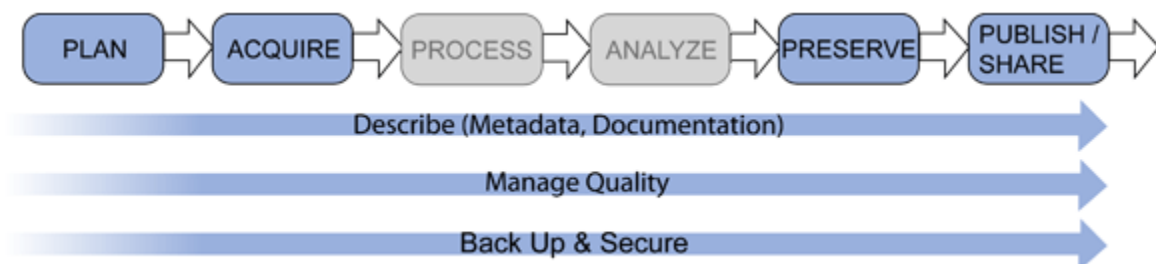 PLAN
ACQUIRE
PROCESS
ANALYZE
PRESERVE
PUBLISH /
SHARE
Describe (Metadata, Documentation)
Manage Quality
Back Up & Secure